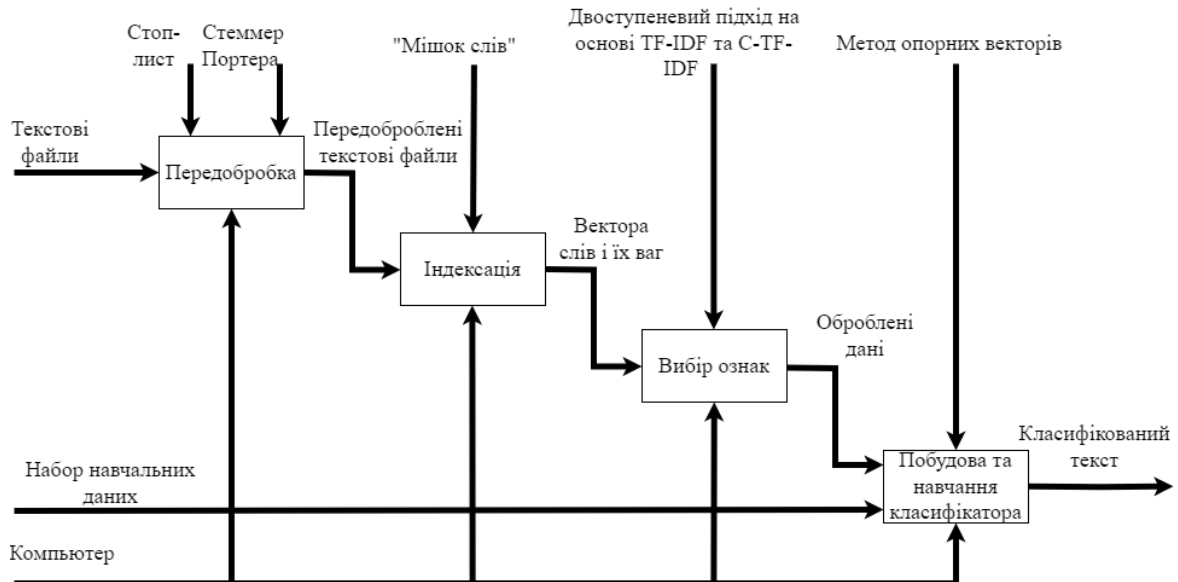 Стоп-
лист
Стеммер
Портера
"Мішок слів"
Двоступеневий підхід на
основі TF-IDF та C-TF-
IDF
Метод опорних векторів
Текстові
файли
Передобробка
Передоброблені
текстові файли
Індексація
Вектора
слів і їх ваг
Вибір ознак
Оброблені
дані
Набор навчальних
даних
Побудова та
навчання
класифікатора
Класифікований
текст
Компьютер